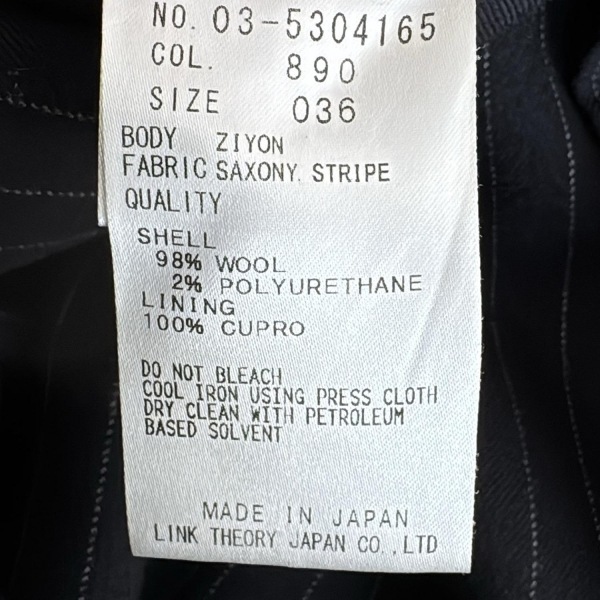 NO. 03-5304165
COL. 890
SIZE 036
BODY ZIYON
FABRIC SAXONY. STRIPE
QUALITY
SHELL
98% WOOL
2% POLYURETHANE
LINING
100% CUPRO
DO NOT BLEACH
COOL IRON USING PRESS CLOTH
DRY CLEAN WITH PETROLEUM
BASED SOLVENT
MADE IN JAPAN
LINK THEORY JAPAN CO.,LTD